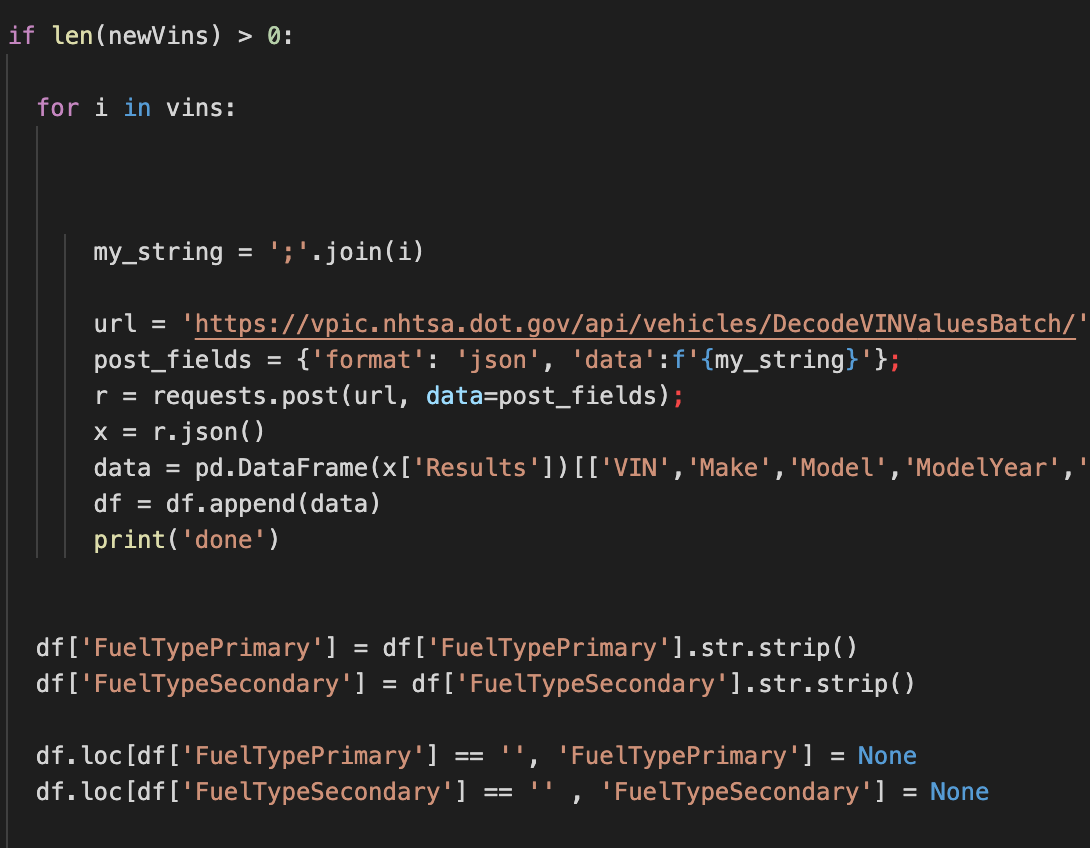 if len(newVins) > 0:
for i in vins:
my_string = ';'.join(i)
url = 'https://vpic.nhtsa.dot.gov/api/vehicles/DecodeVINValuesBatch/'
post_fields = {'format': 'json', 'data':f'{my_string}'};
r = requests.post(url, data=post_fields);
x = r.json()
data = pd.DataFrame(x['Results'])[['VIN','Make','Model','ModelYear','
df = df.append(data)
print('done')
df['FuelTypePrimary'] = df['FuelTypePrimary'].str.strip()
df['FuelTypeSecondary'] = df['FuelTypeSecondary'].str.strip()
df.loc[df['FuelTypePrimary'] == '', 'FuelTypePrimary'] = None
df.loc[df['FuelTypeSecondary'] == '' , 'FuelTypeSecondary'] = None